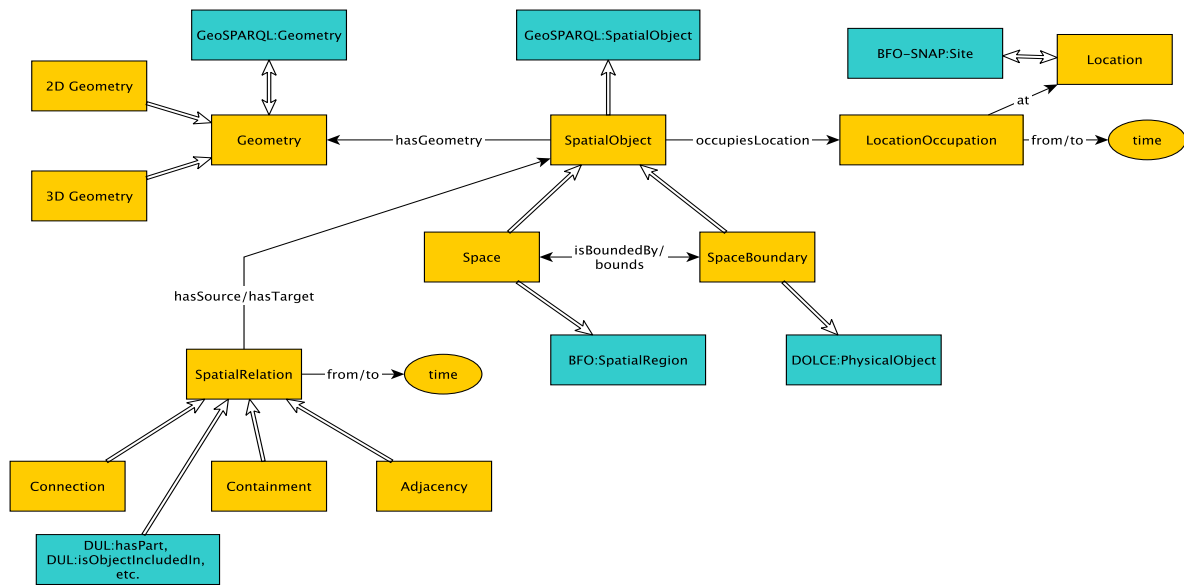 GeoSPARQL:Geometry
GeoSPARQL:SpatialObject
BFO-SNAP:Site
Location
2D Geometry
at
Geometry
hasGeometry
SpatialObject
occupiesLocation
LocationOccupation
from/to
time
3D Geometry
Space
isBoundedBy/
bounds
SpaceBoundary
hasSource/hasTarget
BFO:SpatialRegion
DOLCE:PhysicalObject
SpatialRelation
from/to
time
Connection
Containment
Adjacency
DUL:hasPart,
DUL:isObjectIncludedIn,
etc.